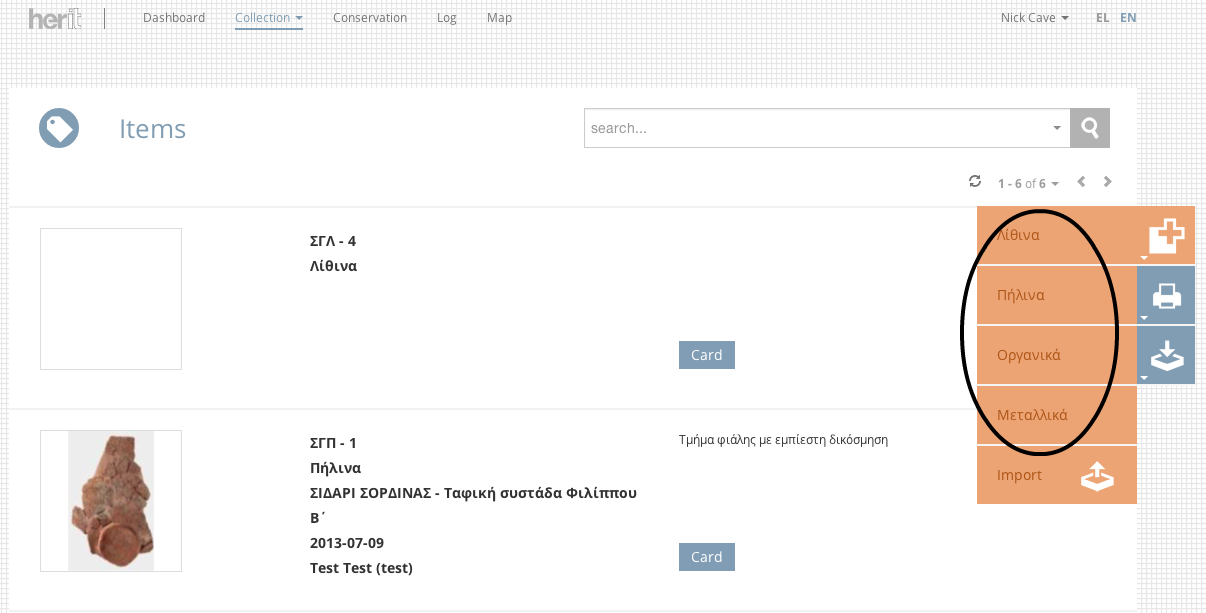 herit
Dashboard
Collection
Conservation
Log
Map
Nick Cave
EL
EN
Items
search...
1 - 6 of 6
ΣΓΛ - 4
Λίθινα
Card
Λίθινα
Πήλινα
Οργανικά
Μεταλλικά
Import
ΣΓΠ - 1
Πήλινα
ΣΙΔΑΡΙ ΣΟΡΔΙΝΑΣ - Ταφική συστάδα Φιλίππου
Β΄
2013-07-09
Test Test (test)
Τμήμα φιάλης με εμπίεστη δικόσμηση
Card